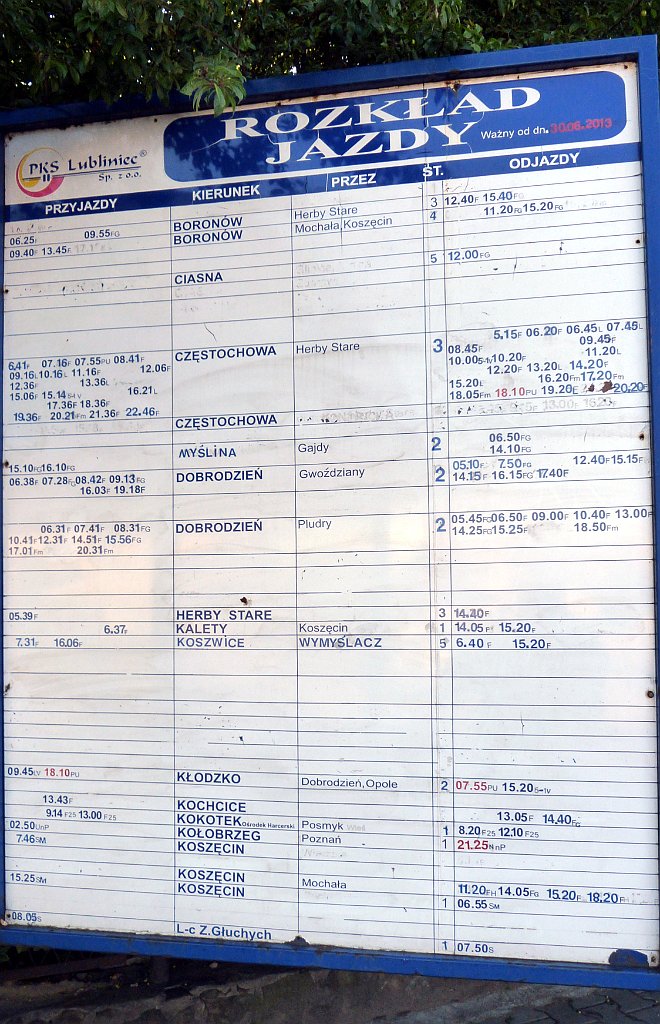 ROZKŁAD
JAZDY
Ważny od dn. 30.06.2013
PKS Lubliniec®
Sp. z o.o.
PRZYJAZDY KIERUNEK PRZEZ ST. ODJAZDY
BORONÓW Herby Stare 3 12.40F 15.40FG
06.25F 09.55FG BORONÓW Mochała,Koszęcin 4 11.20FG 15.20FG
09.40F 13.45F
CIASNA 5 12.00FG
CZĘSTOCHOWA Herby Stare 3
5.15F 06.20F 06.45L 07.45L
6.41F 07.16F 07.55PU 08.41F 08.45F 09.45F
09.16L 10.16L 11.16F 12.06F 10.00 10.20F 11.20L
12.36F 13.36L 12.20F 13.20L 14.20F
15.06F 15.14 16.21L 15.20L 16.20Fm 17.20Fm
17.36F 18.36F 18.05Fm 18.10PU 19.20F 20.20F
19.36F 20.21Fm 21.36F 22.46F
CZĘSTOCHOWA
MYŚLINA Gajdy 2 06.50FG
15.10FG 16.10FG 14.10FG
06.38F 07.28FG 08.42F 09.13FG DOBRODZIEŃ Gwoździany 2 05.10F 7.50FG 12.40F 15.15F
16.03F 19.18F 14.15F 16.15FG 17.40F
06.31F 07.41F 08.31FG DOBRODZIEŃ Pludry 2 05.45FG 06.50F 09.00F 10.40F 13.00F
10.41F 12.31F 14.51F 15.56FG 14.25FG 15.25F 18.50Fm
17.01Fm 20.31Fm
05.39F HERBY STARE 3 14.40F
6.37F KALETY Koszęcin 1 14.05 15.20F
7.31F 16.06F KOSZWICE WYMYŚLACZ 5 6.40F 15.20F
09.45LV 18.10PU KŁODZKO Dobrodzień,Opole 2 07.55PU 15.20
13.43F KOCHCICE 13.05F 14.40FG
9.14F25 13.00F25 KOKOTEK Ośrodek Harcerski Posmyk 1 8.20F25 12.10F25
02.50UnP KOŁOBRZEG Poznań 1 21.25NnP
7.46SM KOSZĘCIN
15.25SM KOSZĘCIN Mochała 11.20FH 14.05FG 15.20F 18.20FH
KOSZĘCIN 1 06.55SM
08.05S L-c Z.Głuchych 1 07.50S